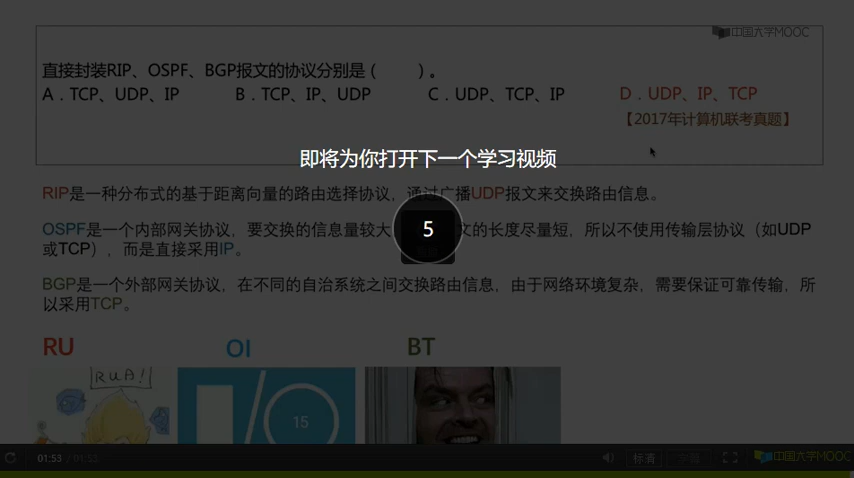 中国大学MOOC
直接封装RIP、OSPF、BGP报文的协议分别是（　　）。
A．TCP、UDP、IP　　B．TCP、IP、UDP　　C．UDP、TCP、IP　　D．UDP、IP、TCP
【2017年计算机联考真题】
即将为你打开下一个学习视频
RIP是一种分布式的基于距离向量的路由选择协议，通过广播UDP报文来交换路由信息。
5
OSPF是一个内部网关协议，要交换的信息量较大 文的长度尽量短，所以不使用传输层协议（如UDP
或TCP），而是直接采用IP。
BGP是一个外部网关协议，在不同的自治系统之间交换路由信息，由于网络环境复杂，需要保证可靠传输，所
以采用TCP。
RU　　OI　　BT
RUA!
15
01:53 / 01:53　　标清　　字幕　　中国大学MOOC